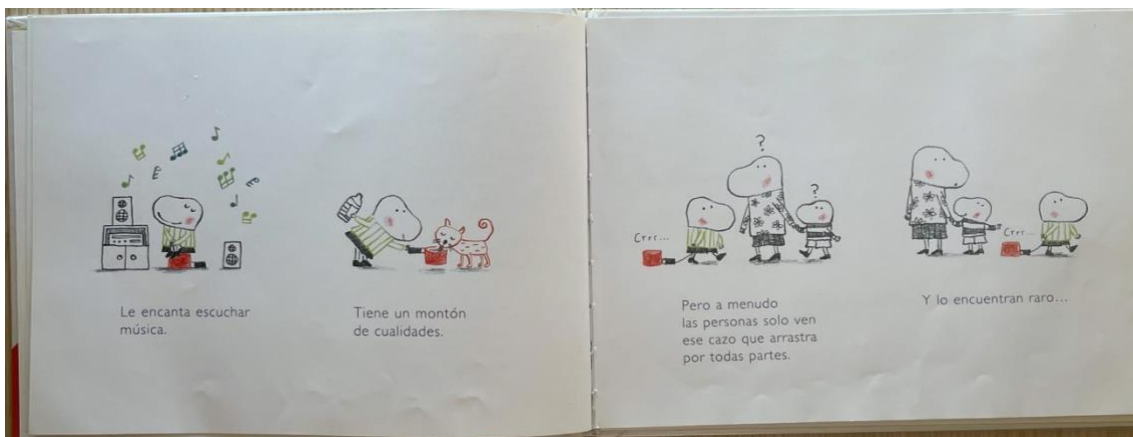 Le encanta escuchar
música.
Tiene un montón
de cualidades.
?
?
Crrr...
Pero a menudo
las personas solo ven
ese cazo que arrastra
por todas partes.
Crrr...
Y lo encuentran raro...